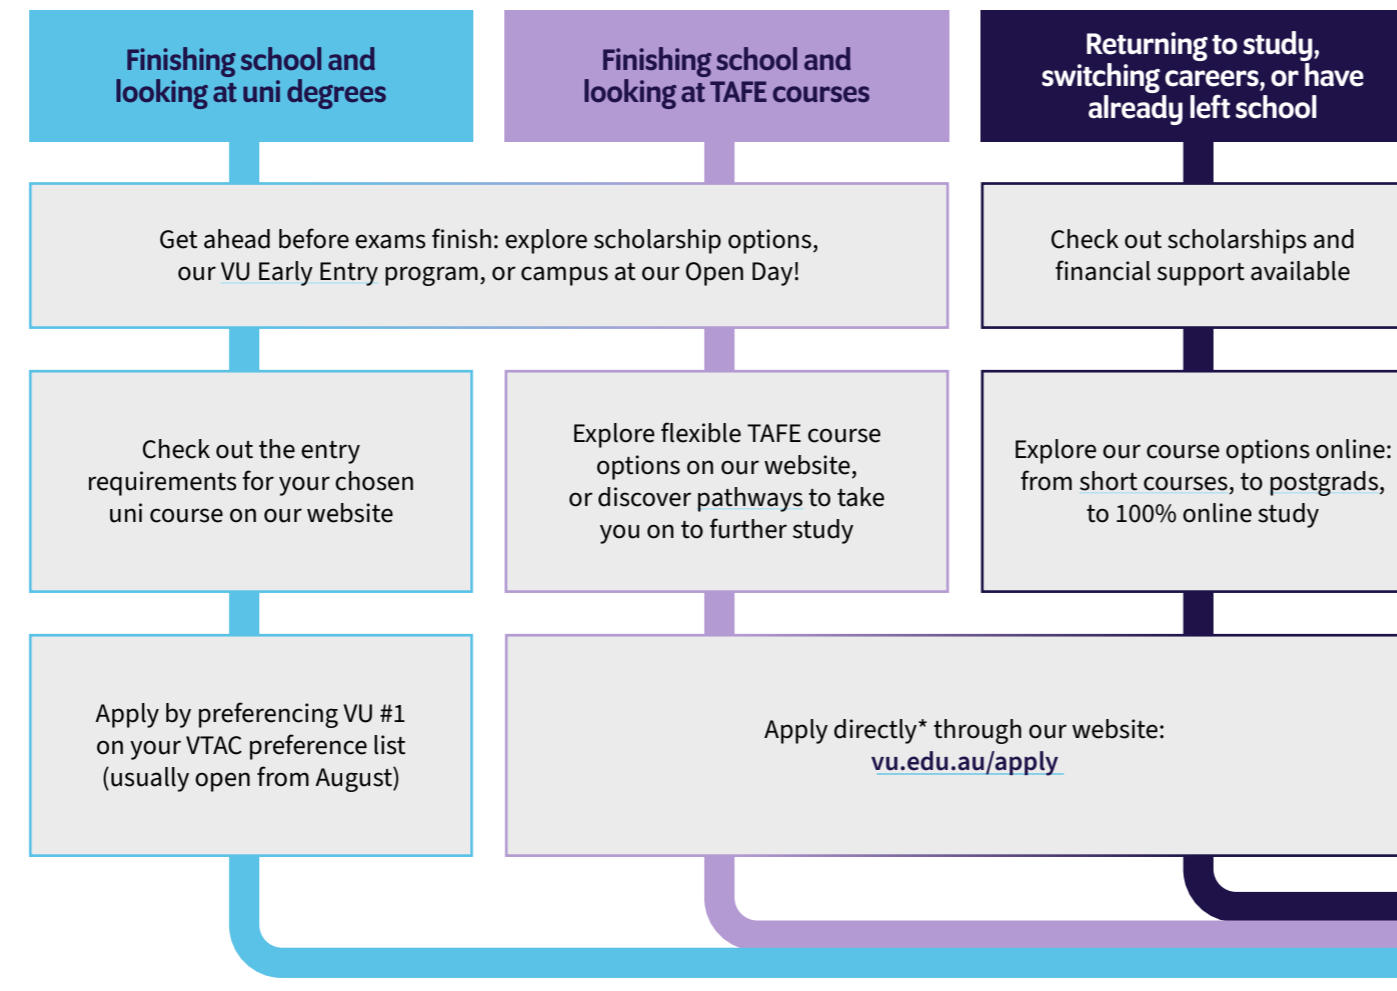 Finishing school and
looking at uni degrees
Finishing school and
looking at TAFE courses
Returning to study,
switching careers, or have
already left school
Get ahead before exams finish: explore scholarship options,
our VU Early Entry program, or campus at our Open Day!
Check out scholarships and
financial support available
Check out the entry
requirements for your chosen
uni course on our website
Explore flexible TAFE course
options on our website,
or discover pathways to take
you on to further study
Explore our course options online:
from short courses, to postgrads,
to 100% online study
Apply by preferencing VU #1
on your VTAC preference list
(usually open from August)
Apply directly* through our website:
vu.edu.au/apply